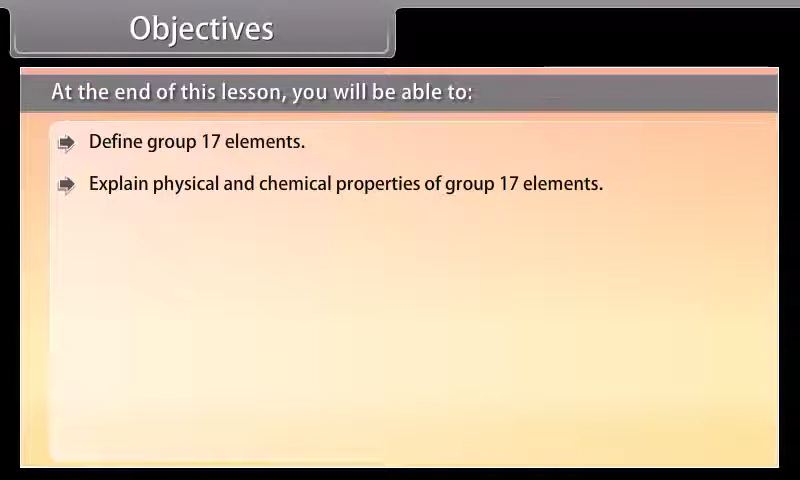 Objectives
At the end of this lesson, you will be able to:
Define group 17 elements.
Explain physical and chemical properties of group 17 elements.